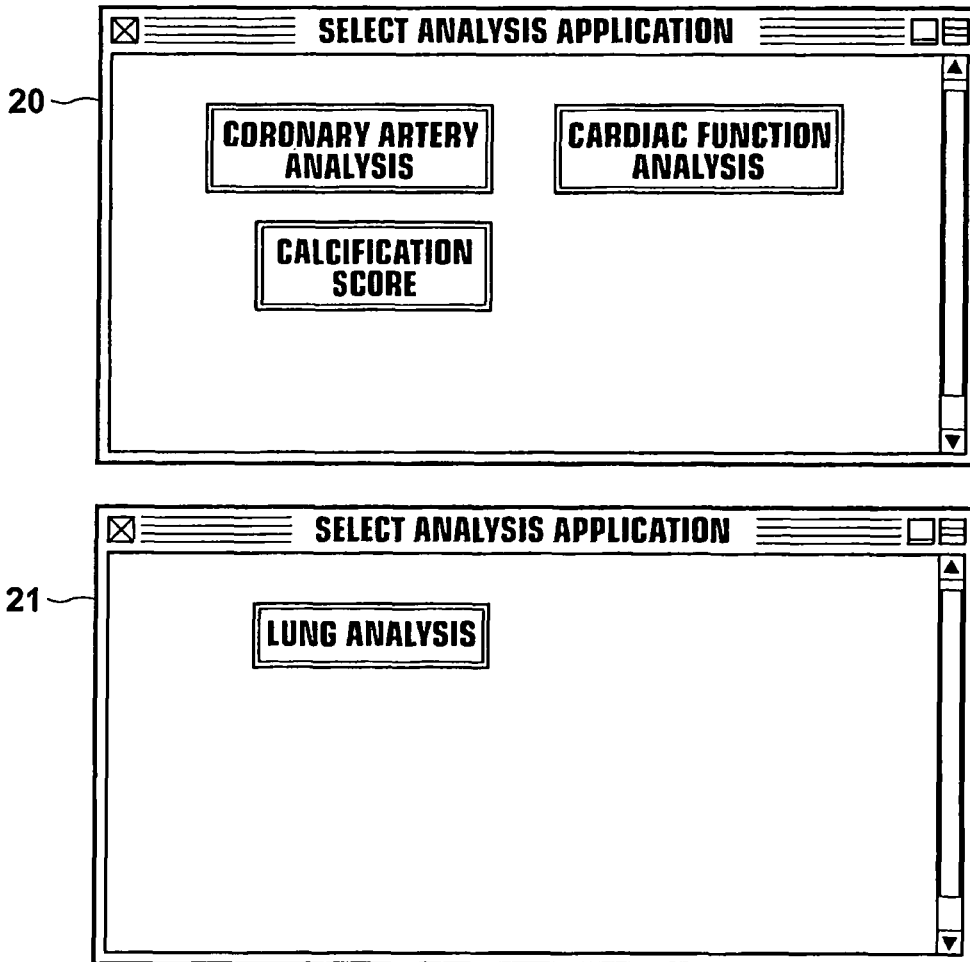 SELECT ANALYSIS APPLICATION
20
CORONARY ARTERY
ANALYSIS
CARDIAC FUNCTION
ANALYSIS
CALCIFICATION
SCORE
SELECT ANALYSIS APPLICATION
21
LUNG ANALYSIS